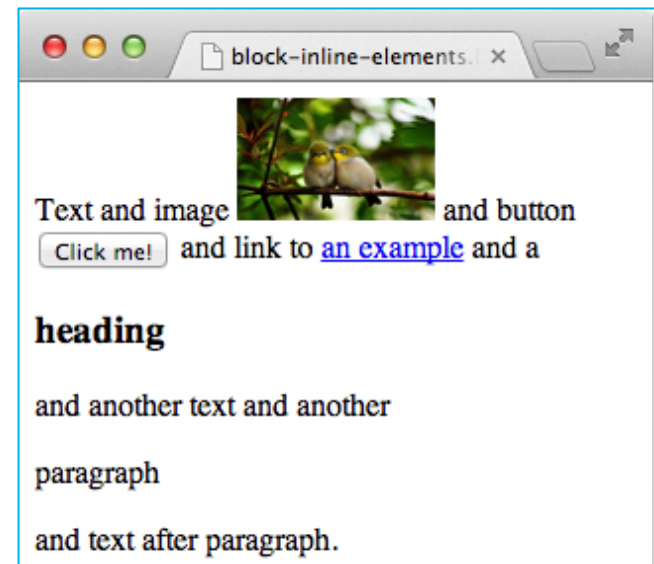 block-inline-elements.
Text and image and button
Click me! and link to an example and a
heading
and another text and another
paragraph
and text after paragraph.